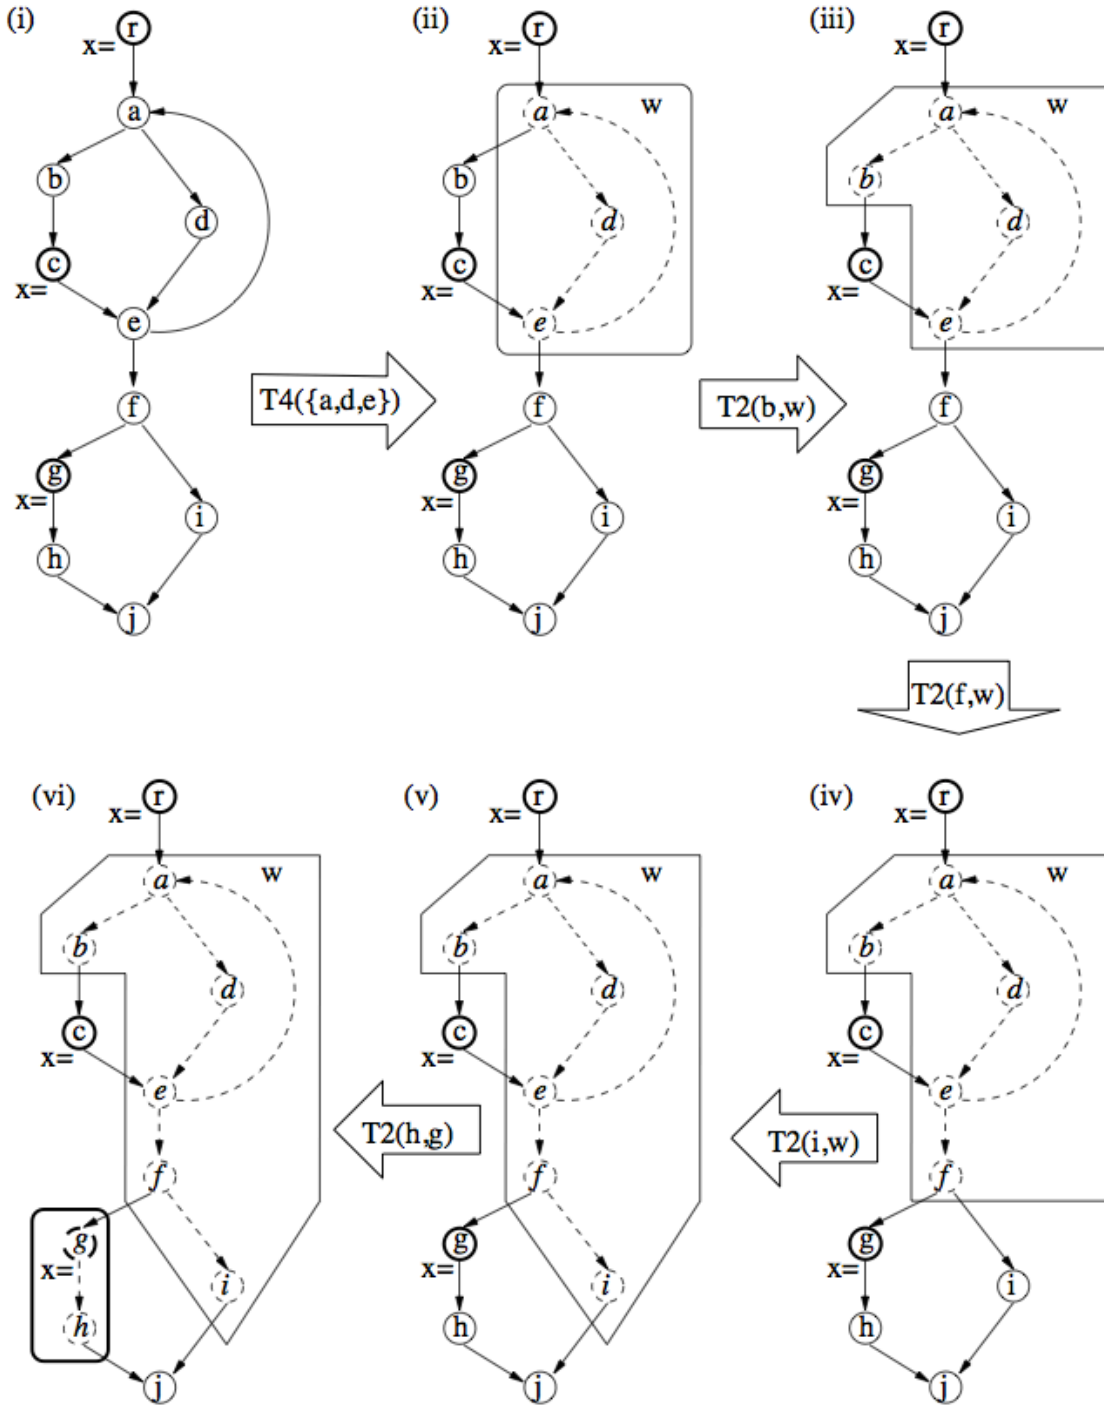 (i)
r
x=
a
b
d
c
x=
e
f
g
x=
i
h
j
T4({a,d,e})
(ii)
r
x=
w
a
b
d
c
x=
e
f
g
x=
i
h
j
T2(b,w)
(iii)
r
x=
w
a
b
d
c
x=
e
f
g
x=
i
h
j
T2(f,w)
(iv)
r
x=
w
a
b
d
c
x=
e
f
g
x=
i
h
j
T2(i,w)
(v)
r
x=
w
a
b
d
c
x=
e
f
g
x=
i
h
j
T2(h,g)
(vi)
r
x=
w
a
b
d
c
x=
e
f
g
x=
i
h
j